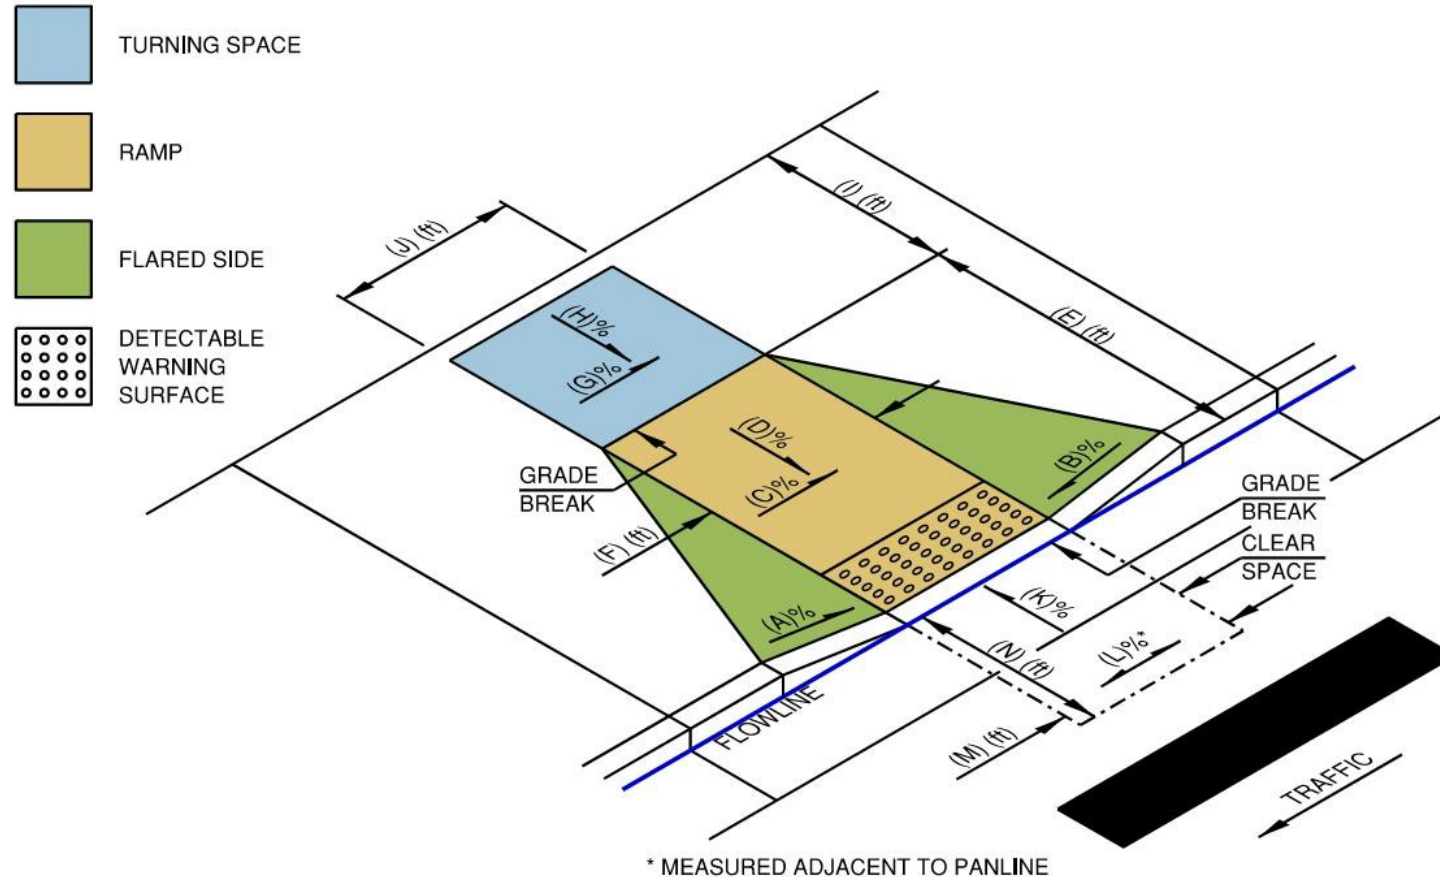 TURNING SPACE
RAMP
FLARED SIDE
DETECTABLE
WARNING
SURFACE
(I) (ft)
(J) (ft)
(E) (ft)
(H)%
(G)%
(D)%
(C)%
(B)%
GRADE
BREAK
(F) (ft)
(A)%
GRADE
BREAK
CLEAR
SPACE
(K)%
(L)%*
(N) (ft)
(M) (ft)
FLOWLINE
TRAFFIC
* MEASURED ADJACENT TO PANLINE